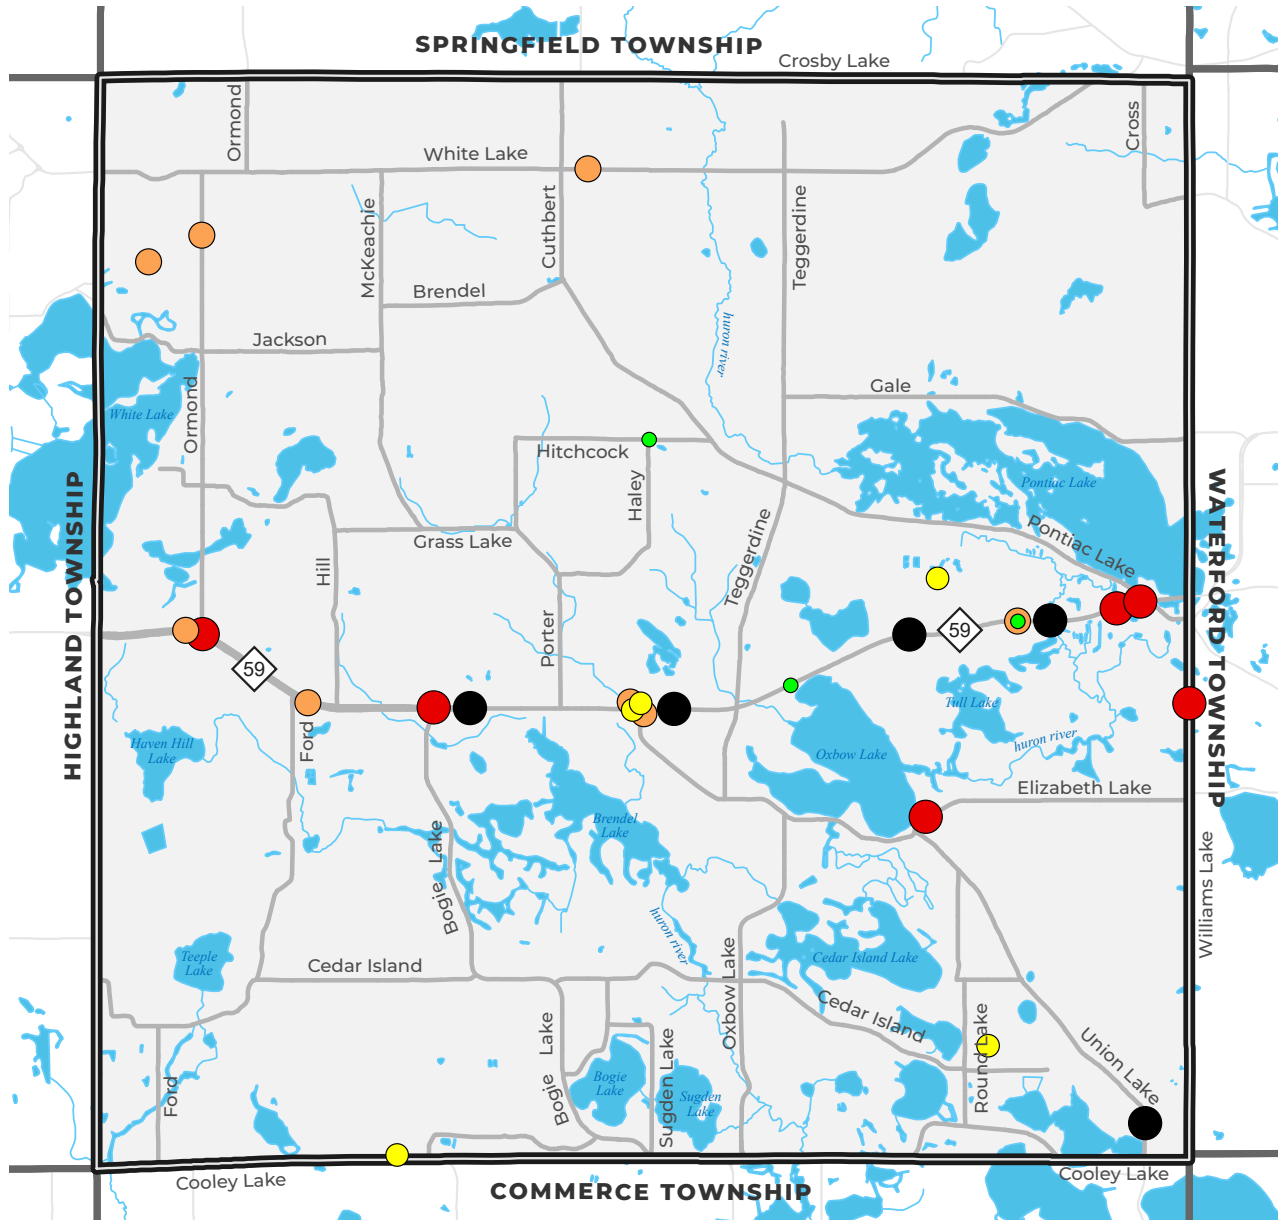 SPRINGFIELD TOWNSHIP
Crosby Lake
Ormond
White Lake
Cross
McKeachie
Cuthbert
Teggerdine
Brendel
huron river
Jackson
Gale
White Lake
Ormond
Hitchcock
Haley
Pontiac Lake
Pontiac Lake
Grass Lake
Hill
Teggerdine
HIGHLAND TOWNSHIP
WATERFORD TOWNSHIP
Porter
59
59
Tull Lake
huron river
Ford
Haven Hill
Lake
Oxbow Lake
Elizabeth Lake
Brendel
Lake
Bogie Lake
Williams Lake
huron river
Teeple
Lake
Cedar Island
Oxbow Lake
Cedar Island Lake
Cedar Island
Round Lake
Union Lake
Bogie Lake
Bogie
Lake
Sugden Lake
Sugden
Lake
Ford
Cooley Lake
Cooley Lake
COMMERCE TOWNSHIP